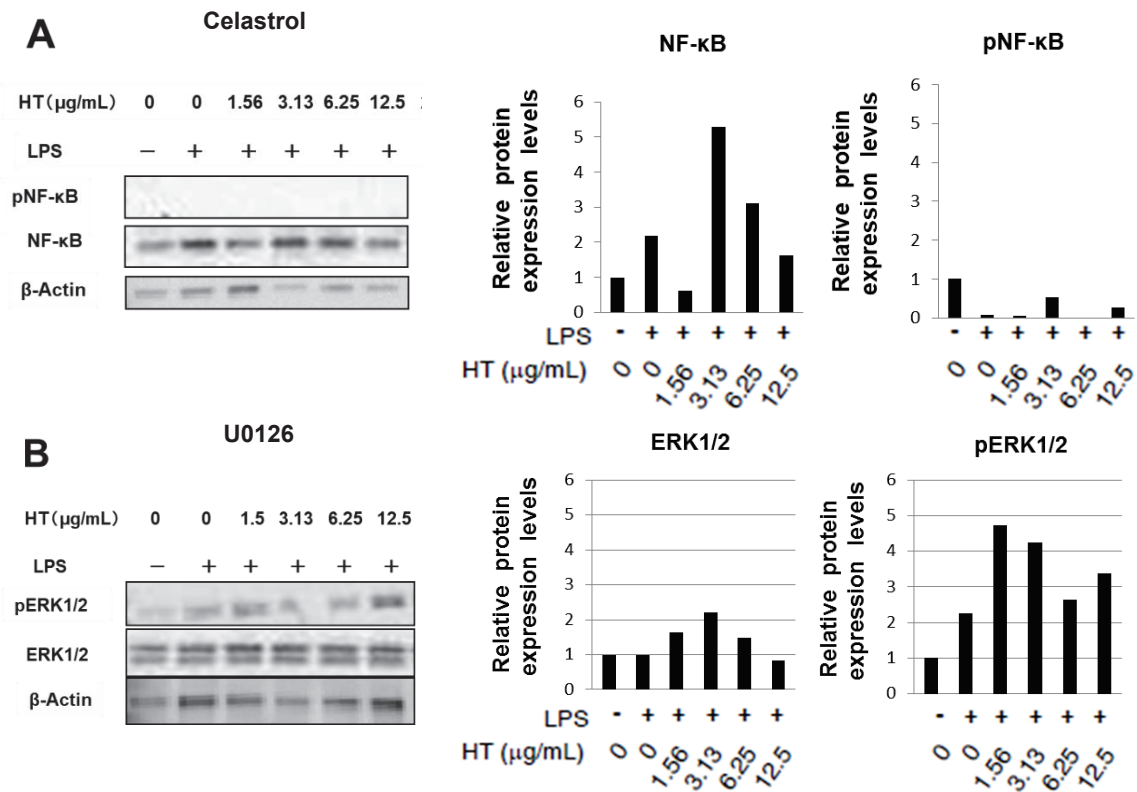 A
Celastrol
HT(μg/mL) 0 0 1.56 3.13 6.25 12.5
LPS − + + + + +
pNF-κB
NF-κB
β-Actin
NF-κB
Relative protein
expression levels
6
5
4
3
2
1
0
LPS - + + + + +
HT (μg/mL) 0 0 1.56 3.13 6.25 12.5
pNF-κB
Relative protein
expression levels
6
5
4
3
2
1
0
- + + + + +
0 0 1.56 3.13 6.25 12.5
B
U0126
HT(μg/mL) 0 0 1.5 3.13 6.25 12.5
LPS − + + + + +
pERK1/2
ERK1/2
β-Actin
ERK1/2
Relative protein
expression levels
6
5
4
3
2
1
0
LPS - + + + + +
HT (μg/mL) 0 0 1.56 3.13 6.25 12.5
pERK1/2
Relative protein
expression levels
6
5
4
3
2
1
0
- + + + + +
0 0 1.56 3.13 6.25 12.5